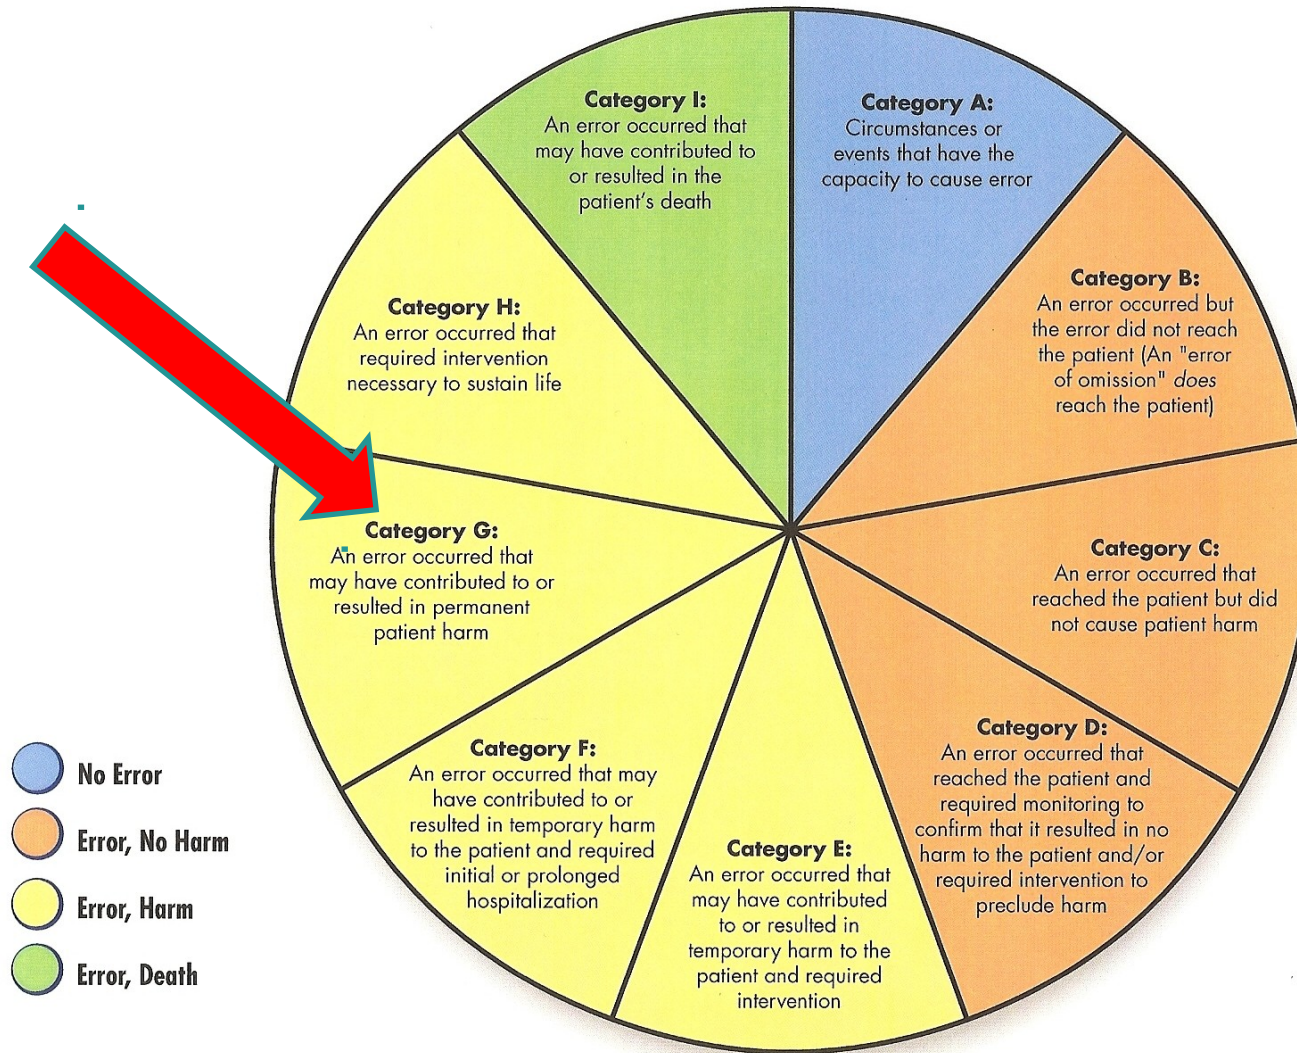 Category I:
An error occurred that
may have contributed to
or resulted in the
patient's death
Category A:
Circumstances or
events that have the
capacity to cause error
Category B:
An error occurred but
the error did not reach
the patient (An "error
of omission" does
reach the patient)
Category C:
An error occurred that
reached the patient but did
not cause patient harm
Category D:
An error occurred that
reached the patient and
required monitoring to
confirm that it resulted in no
harm to the patient and/or
required intervention to
preclude harm
Category E:
An error occurred that
may have contributed
to or resulted in
temporary harm to the
patient and required
intervention
Category F:
An error occurred that may
have contributed to or
resulted in temporary harm
to the patient and required
initial or prolonged
hospitalization
Category G:
An error occurred that
may have contributed to or
resulted in permanent
patient harm
Category H:
An error occurred that
required intervention
necessary to sustain life
No Error
Error, No Harm
Error, Harm
Error, Death